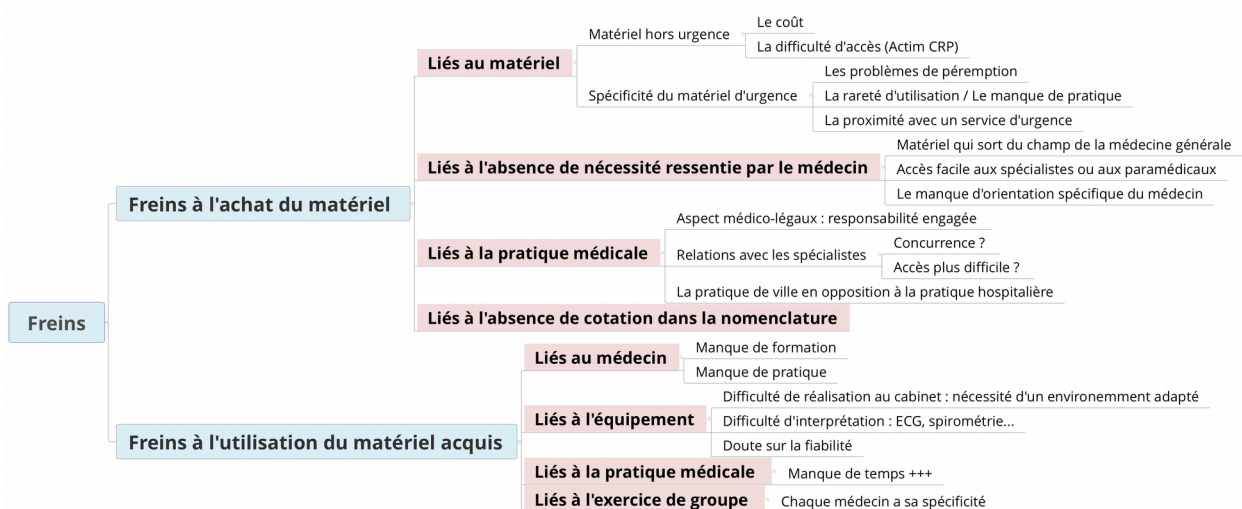 Freins
Freins à l'achat du matériel
Liés au matériel
Matériel hors urgence
Le coût
La difficulté d'accès (Actim CRP)
Spécificité du matériel d'urgence
Les problèmes de péremption
La rareté d'utilisation / Le manque de pratique
La proximité avec un service d'urgence
Liés à l'absence de nécessité ressentie par le médecin
Matériel qui sort du champ de la médecine générale
Accès facile aux spécialistes ou aux paramédicaux
Le manque d'orientation spécifique du médecin
Liés à la pratique médicale
Aspect médico-légaux : responsabilité engagée
Relations avec les spécialistes
Concurrence ?
Accès plus difficile ?
La pratique de ville en opposition à la pratique hospitalière
Liés à l'absence de cotation dans la nomenclature
Freins à l'utilisation du matériel acquis
Liés au médecin
Manque de formation
Manque de pratique
Liés à l'équipement
Difficulté de réalisation au cabinet : nécessité d'un environemment adapté
Difficulté d'interprétation : ECG, spirométrie...
Doute sur la fiabilité
Liés à la pratique médicale
Manque de temps +++
Liés à l'exercice de groupe
Chaque médecin a sa spécificité